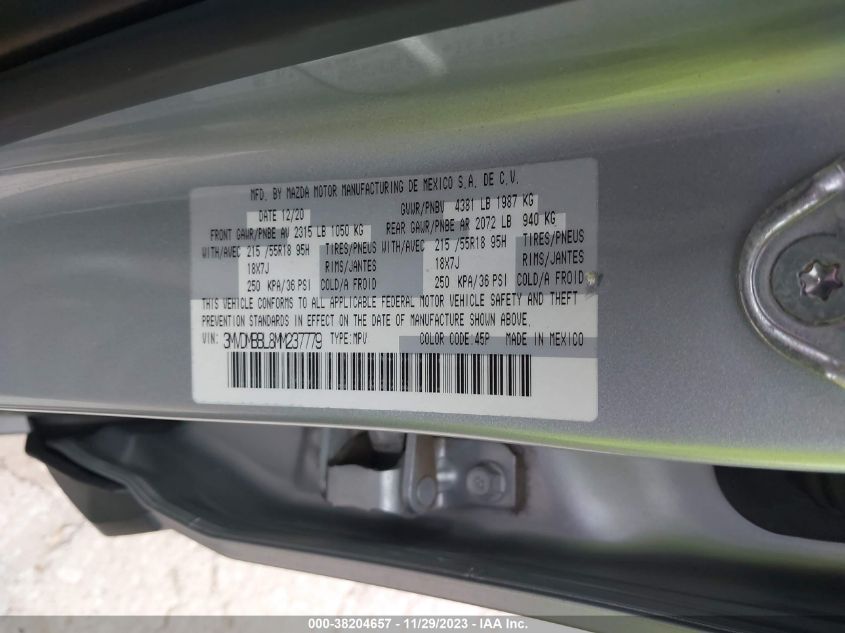 MFD. BY MAZDA MOTOR MANUFACTURING DE MEXICO S.A. DE C.V.
DATE 12/20 GVWR/PNBV 4381 LB 1987 KG
FRONT GAWR/PNBE AV 2315 LB 1050 KG REAR GAWR/PNBE AR 2072 LB 940 KG
WITH/AVEC 215 /55R18 95H TIRES/PNEUS WITH/AVEC 215 /55R18 95H TIRES/PNEUS
18X7J RIMS/JANTES 18X7J RIMS/JANTES
250 KPA/36 PSI COLD/A FROID 250 KPA/36 PSI COLD/A FROID
THIS VEHICLE CONFORMS TO ALL APPLICABLE FEDERAL MOTOR VEHICLE SAFETY AND THEFT
PREVENTION STANDARDS IN EFFECT ON THE DATE OF MANUFACTURE SHOWN ABOVE.
VIN: 3MVDMBBL8MM237779 TYPE:MPV COLOR CODE:45P MADE IN MEXICO
000-38204657 - 11/29/2023 - IAAI.com